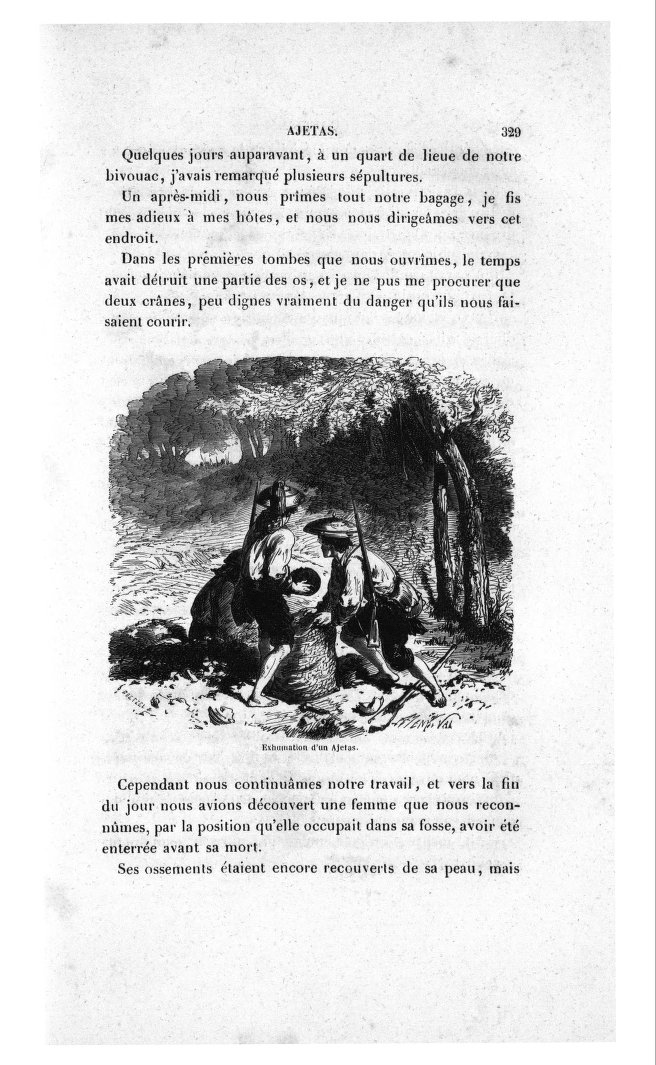 AJETAS. 329
Quelques jours auparavant, à un quart de lieue de notre
bivouac, j'avais remarqué plusieurs sépultures.
Un après-midi, nous primes tout notre bagage, je fis
mes adieux à mes hôtes, et nous nous dirigeâmes vers cet
endroit.
Dans les premières tombes que nous ouvrîmes, le temps
avait détruit une partie des os, et je ne pus me procurer que
deux crânes, peu dignes vraiment du danger qu'ils nous fai-
saient courir.
Exhumation d'un Ajetas.
Cependant nous continuâmes notre travail, et vers la fin
du jour nous avions découvert une femme que nous recon-
nûmes, par la position qu'elle occupait dans sa fosse, avoir été
enterrée avant sa mort.
Ses ossements étaient encore recouverts de sa peau, mais